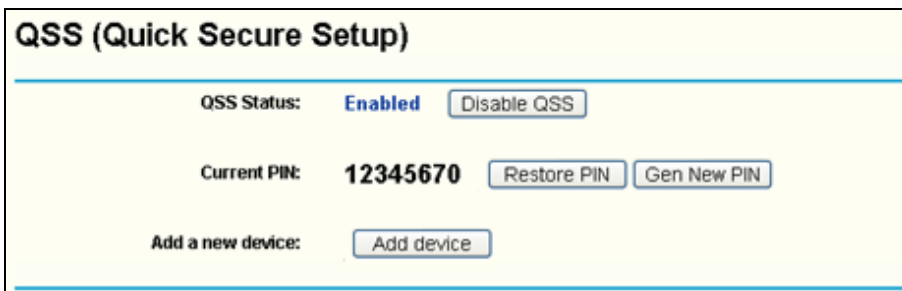 QSS (Quick Secure Setup)
QSS Status: Enabled Disable QSS
Current PIN: 12345670 Restore PIN Gen New PIN
Add a new device: Add device